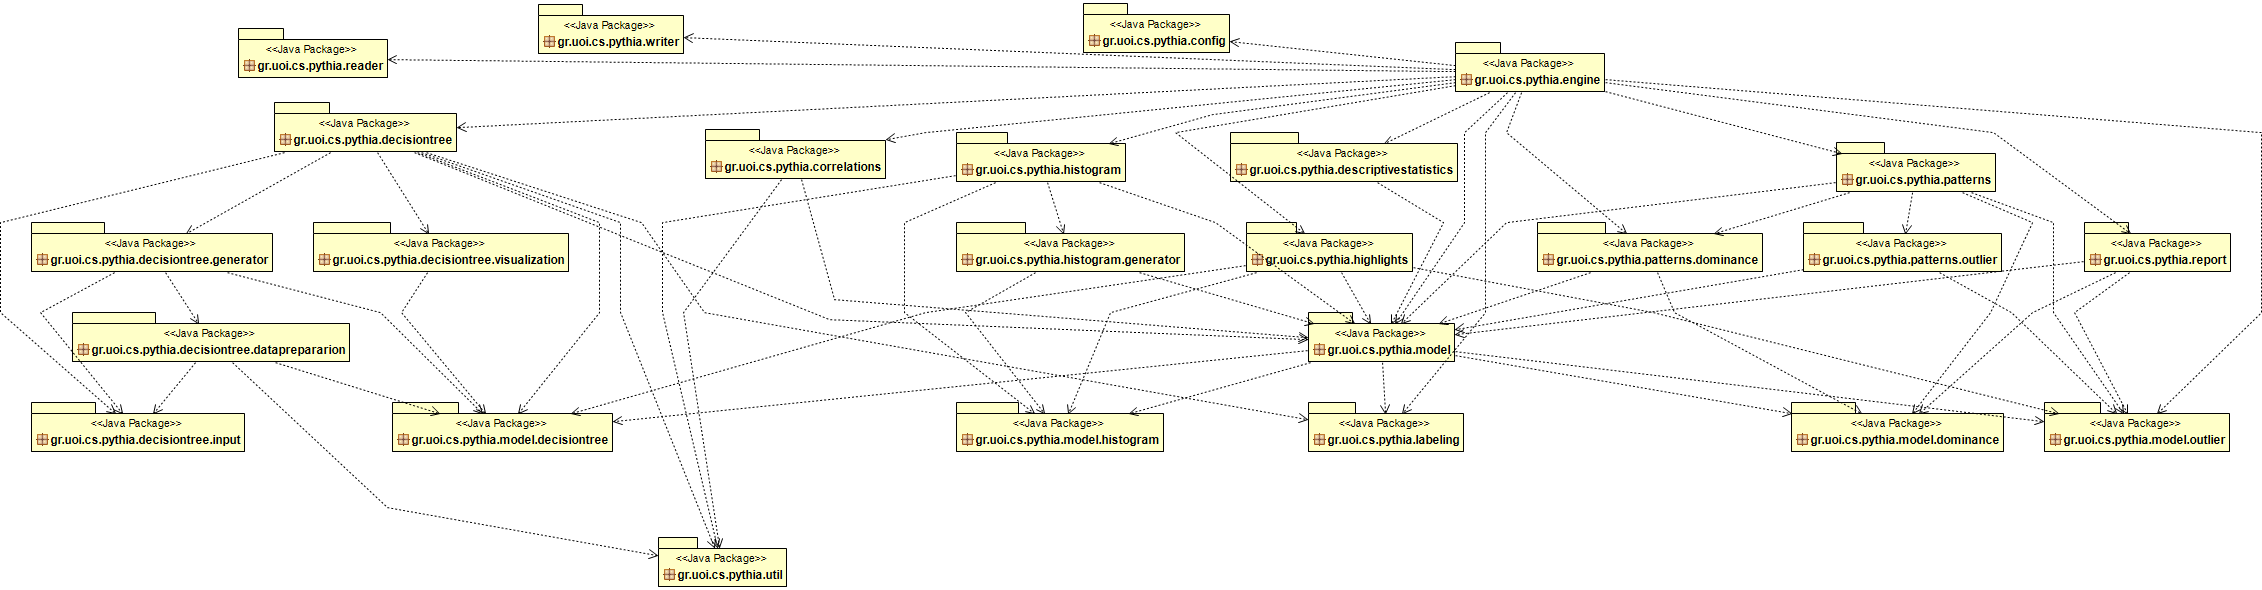 <<Java Package>>
gr.uoi.cs.pythia.writer
<<Java Package>>
gr.uoi.cs.pythia.config
<<Java Package>>
gr.uoi.cs.pythia.reader
<<Java Package>>
gr.uoi.cs.pythia.engine
<<Java Package>>
gr.uoi.cs.pythia.decisiontree
<<Java Package>>
gr.uoi.cs.pythia.correlations
<<Java Package>>
gr.uoi.cs.pythia.histogram
<<Java Package>>
gr.uoi.cs.pythia.descriptivestatistics
<<Java Package>>
gr.uoi.cs.pythia.patterns
<<Java Package>>
gr.uoi.cs.pythia.decisiontree.generator
<<Java Package>>
gr.uoi.cs.pythia.decisiontree.visualization
<<Java Package>>
gr.uoi.cs.pythia.histogram.generator
<<Java Package>>
gr.uoi.cs.pythia.highlights
<<Java Package>>
gr.uoi.cs.pythia.patterns.dominance
<<Java Package>>
gr.uoi.cs.pythia.patterns.outlier
<<Java Package>>
gr.uoi.cs.pythia.report
<<Java Package>>
gr.uoi.cs.pythia.decisiontree.dataprepararion
<<Java Package>>
gr.uoi.cs.pythia.model
<<Java Package>>
gr.uoi.cs.pythia.decisiontree.input
<<Java Package>>
gr.uoi.cs.pythia.model.decisiontree
<<Java Package>>
gr.uoi.cs.pythia.model.histogram
<<Java Package>>
gr.uoi.cs.pythia.labeling
<<Java Package>>
gr.uoi.cs.pythia.model.dominance
<<Java Package>>
gr.uoi.cs.pythia.model.outlier
<<Java Package>>
gr.uoi.cs.pythia.util